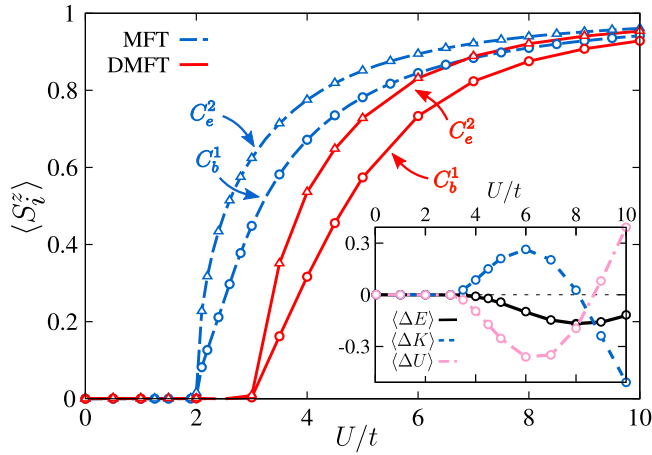 1
0.8
0.6
0.4
0.2
0
⟨S_i^z⟩
MFT
DMFT
C_e^2
C_b^1
C_e^2
C_b^1
U/t
0 2 4 6 8 10
0.3
0
-0.3
⟨ΔE⟩
⟨ΔK⟩
⟨ΔU⟩
0 2 4 6 8 10
U/t